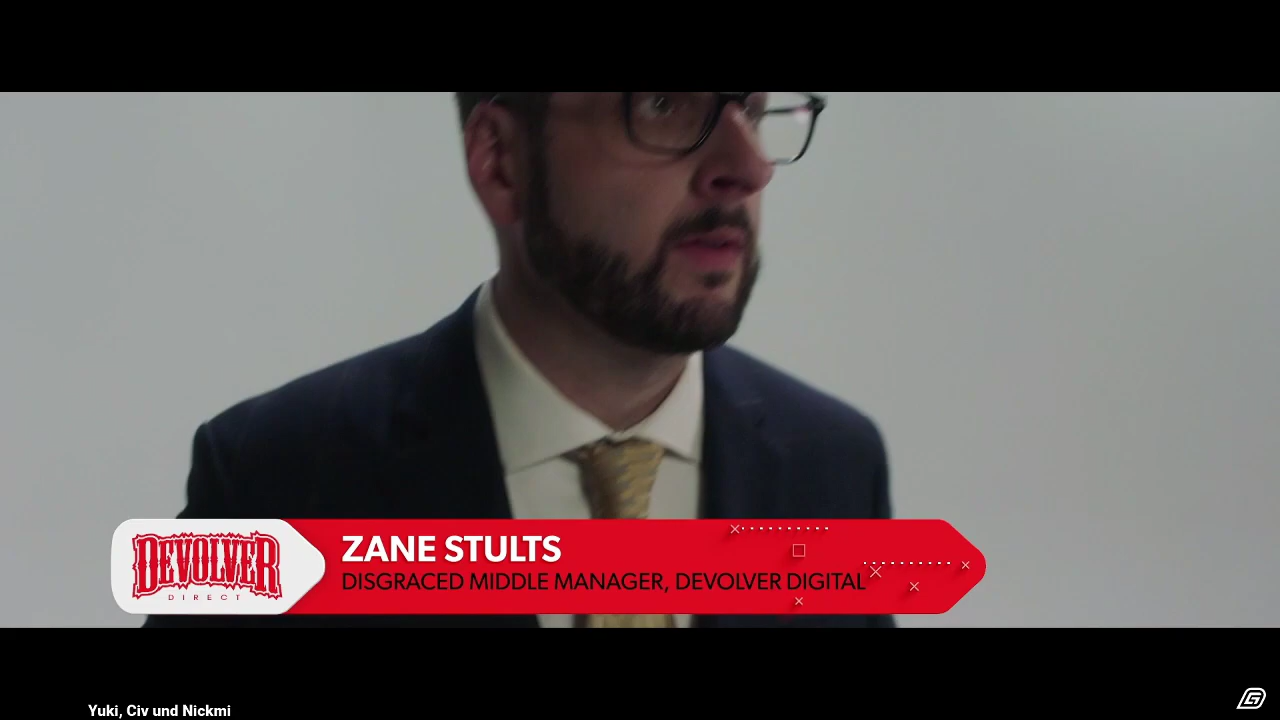 DEVOLVER
DIRECT
ZANE STULTS
DISGRACED MIDDLE MANAGER, DEVOLVER DIGITAL
Yuki, Civ und Nickmi